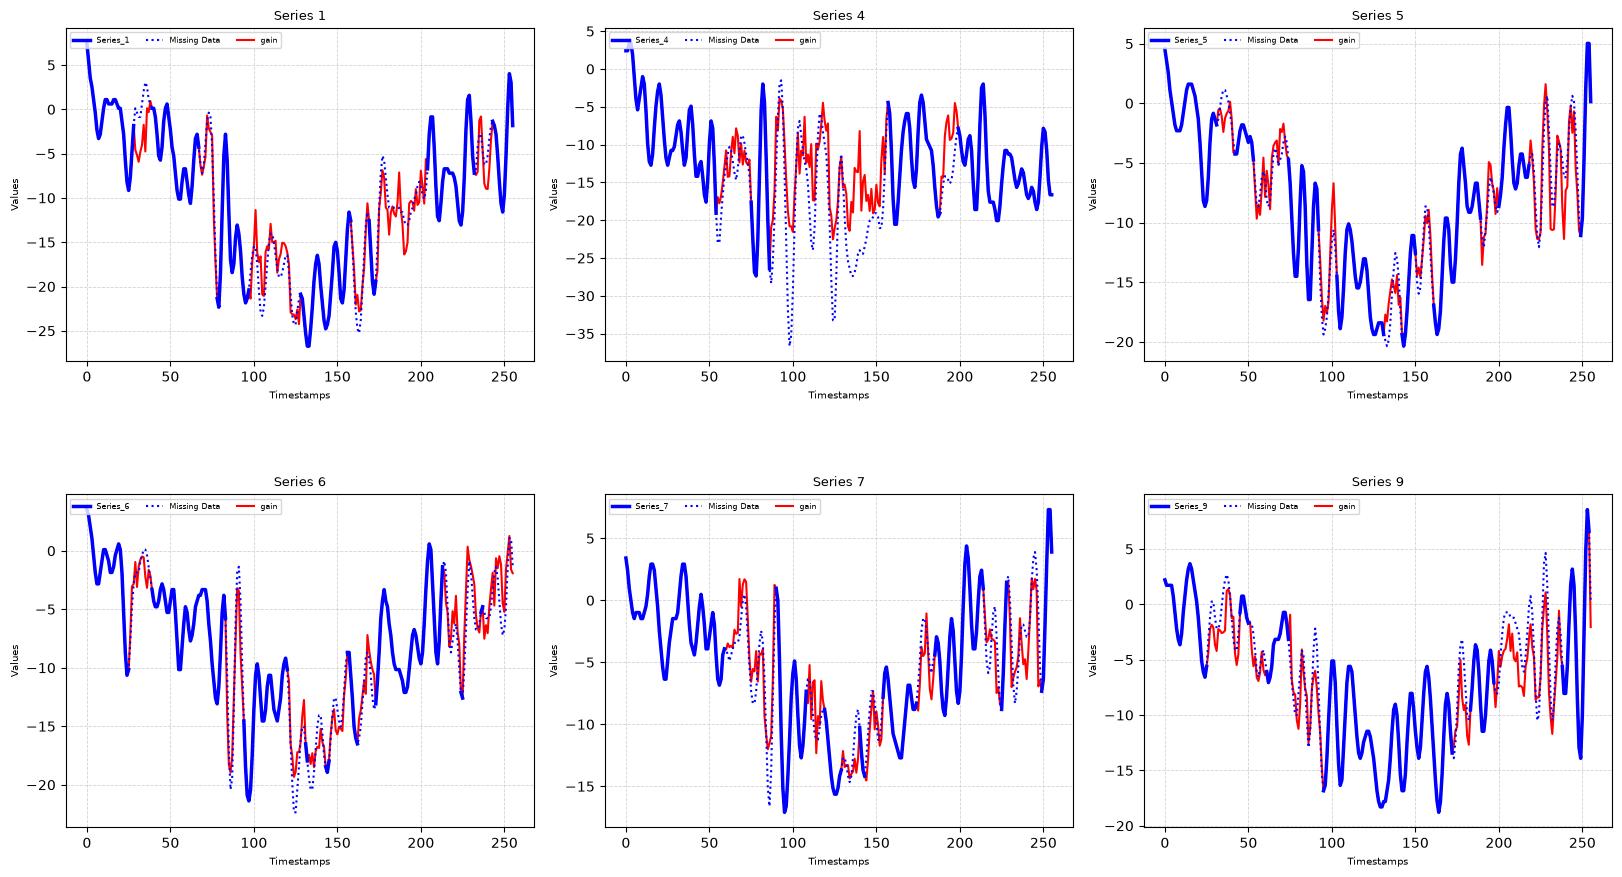 Series 1
Series_1 Missing Data gain
5
0
−5
−10
−15
−20
−25
Values
0 50 100 150 200 250
Timestamps
Series 4
Series_4 Missing Data gain
5
0
−5
−10
−15
−20
−25
−30
−35
Values
0 50 100 150 200 250
Timestamps
Series 5
Series_5 Missing Data gain
5
0
−5
−10
−15
−20
Values
0 50 100 150 200 250
Timestamps
Series 6
Series_6 Missing Data gain
0
−5
−10
−15
−20
Values
0 50 100 150 200 250
Timestamps
Series 7
Series_7 Missing Data gain
5
0
−5
−10
−15
Values
0 50 100 150 200 250
Timestamps
Series 9
Series_9 Missing Data gain
5
0
−5
−10
−15
−20
Values
0 50 100 150 200 250
Timestamps